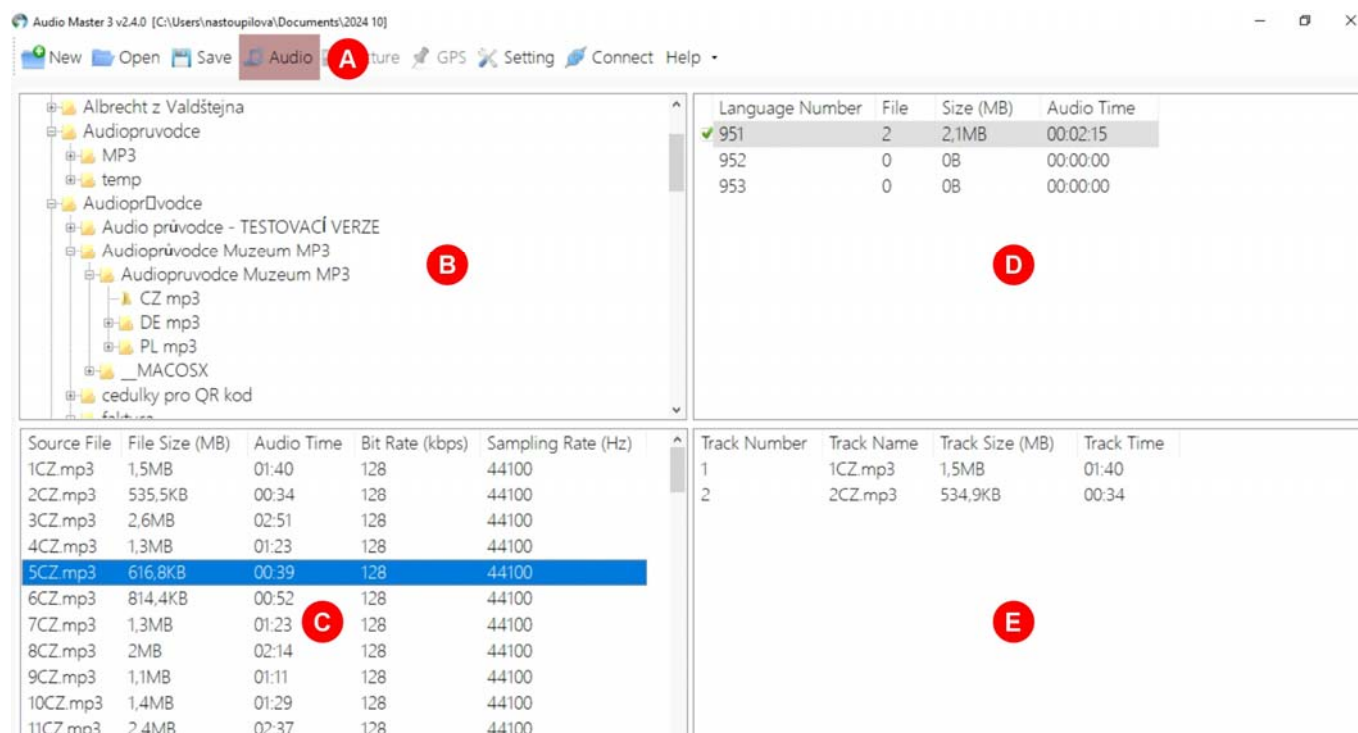 Audio Master 3 v2.4.0 [C:\Users\nastoupilova\Documents\2024 10]
New Open Save Audio A GPS Setting Connect Help
Albrecht z Valdštejna
Audiopruvodce
MP3
temp
Audiopr▯vodce
Audio průvodce - TESTOVACÍ VERZE
Audioprůvodce Muzeum MP3
Audiopruvodce Muzeum MP3
CZ mp3
DE mp3
PL mp3
__MACOSX
cedulky pro QR kod
B
Language Number File Size (MB) Audio Time
951 2 2,1MB 00:02:15
952 0 0B 00:00:00
953 0 0B 00:00:00
D
Source File File Size (MB) Audio Time Bit Rate (kbps) Sampling Rate (Hz)
1CZ.mp3 1,5MB 01:40 128 44100
2CZ.mp3 535,5KB 00:34 128 44100
3CZ.mp3 2,6MB 02:51 128 44100
4CZ.mp3 1,3MB 01:23 128 44100
5CZ.mp3 616,8KB 00:39 128 44100
6CZ.mp3 814,4KB 00:52 128 44100
7CZ.mp3 1,3MB 01:23 C 128 44100
8CZ.mp3 2MB 02:14 128 44100
9CZ.mp3 1,1MB 01:11 128 44100
10CZ.mp3 1,4MB 01:29 128 44100
11CZ.mp3 2,4MB 02:37 128 44100
Track Number Track Name Track Size (MB) Track Time
1 1CZ.mp3 1,5MB 01:40
2 2CZ.mp3 534,9KB 00:34
E